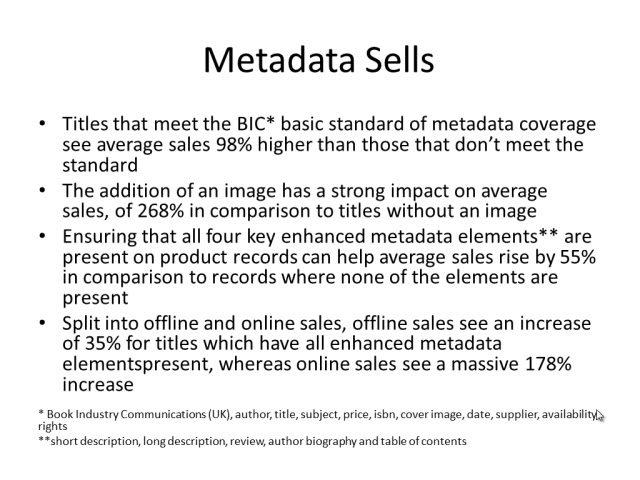 Metadata Sells
• Titles that meet the BIC* basic standard of metadata coverage
see average sales 98% higher than those that don’t meet the
standard
• The addition of an image has a strong impact on average
sales, of 268% in comparison to titles without an image
• Ensuring that all four key enhanced metadata elements** are
present on product records can help average sales rise by 55%
in comparison to records where none of the elements are
present
• Split into offline and online sales, offline sales see an increase
of 35% for titles which have all enhanced metadata
elementspresent, whereas online sales see a massive 178%
increase
* Book Industry Communications (UK), author, title, subject, price, isbn, cover image, date, supplier, availability,
rights
**short description, long description, review, author biography and table of contents